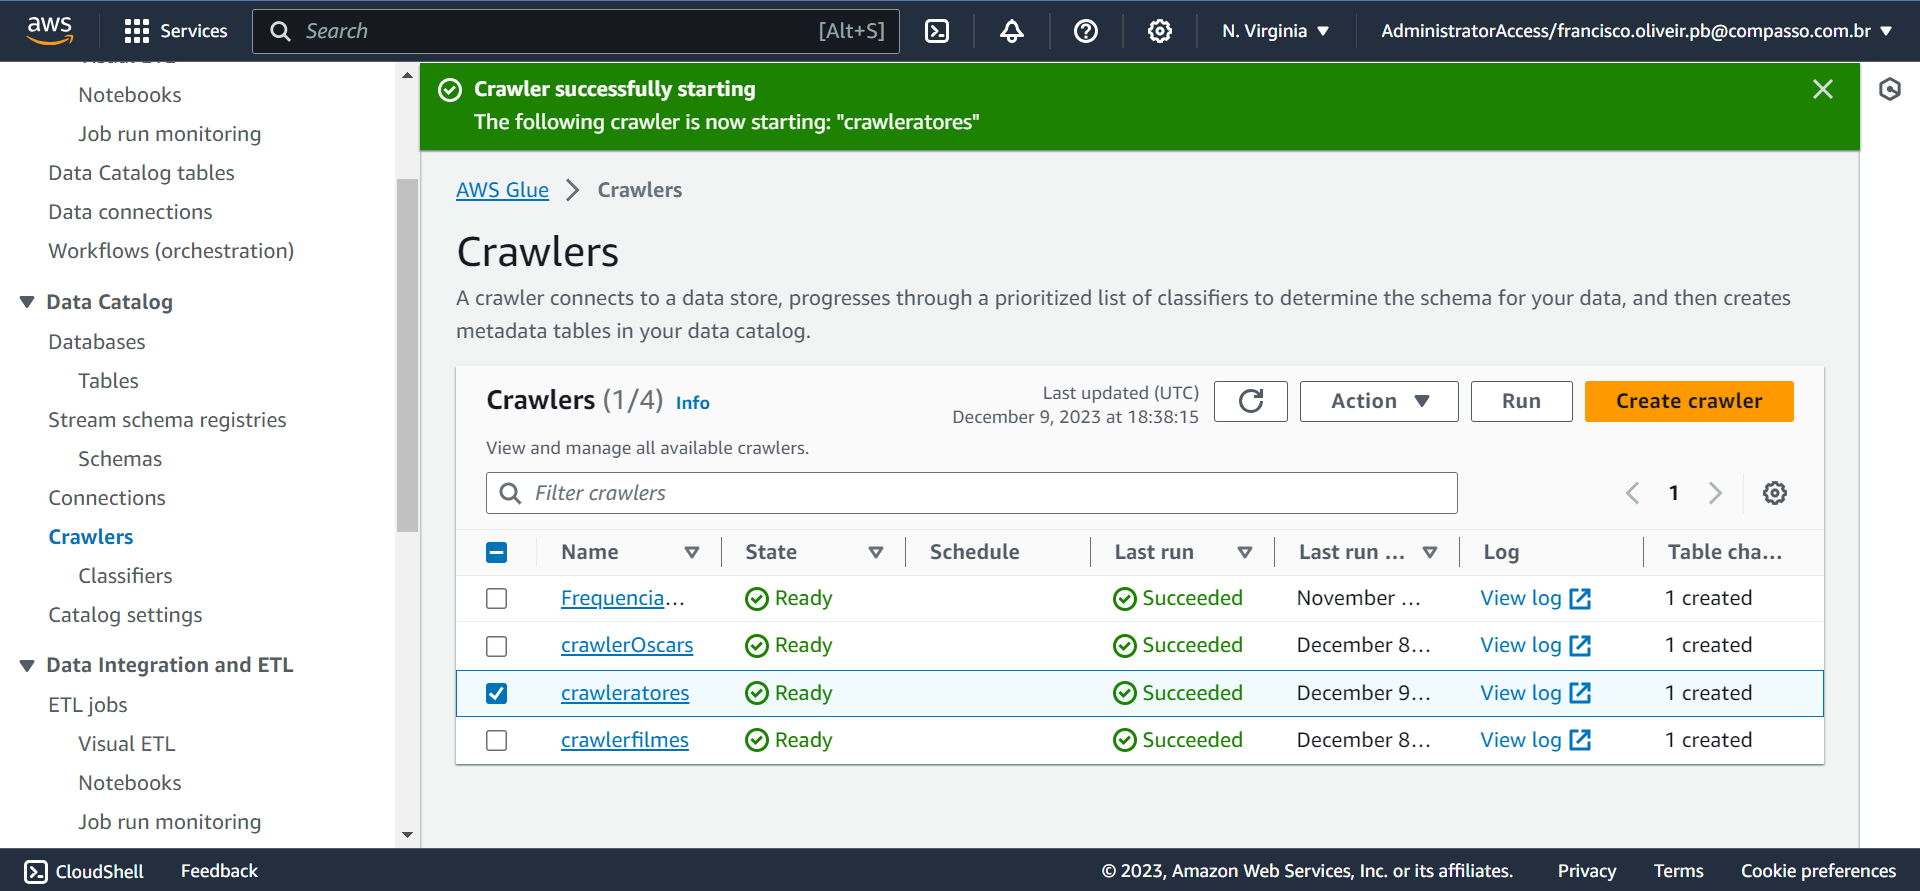 aws
Services
Search
[Alt+S]
N. Virginia
AdministratorAccess/francisco.oliveir.pb@compasso.com.br
Notebooks
Job run monitoring
Data Catalog tables
Data connections
Workflows (orchestration)
Data Catalog
Databases
Tables
Stream schema registries
Schemas
Connections
Crawlers
Classifiers
Catalog settings
Data Integration and ETL
ETL jobs
Visual ETL
Notebooks
Job run monitoring
Crawler successfully starting
The following crawler is now starting: "crawleratores"
AWS Glue
Crawlers
Crawlers
A crawler connects to a data store, progresses through a prioritized list of classifiers to determine the schema for your data, and then creates
metadata tables in your data catalog.
Crawlers (1/4) Info
Last updated (UTC)
December 9, 2023 at 18:38:15
Action
Run
Create crawler
View and manage all available crawlers.
Filter crawlers
1
Name State Schedule Last run Last run ... Log Table cha...
Frequencia... Ready Succeeded November ... View log 1 created
crawlerOscars Ready Succeeded December 8... View log 1 created
crawleratores Ready Succeeded December 9... View log 1 created
crawlerfilmes Ready Succeeded December 8... View log 1 created
CloudShell
Feedback
© 2023, Amazon Web Services, Inc. or its affiliates.
Privacy
Terms
Cookie preferences